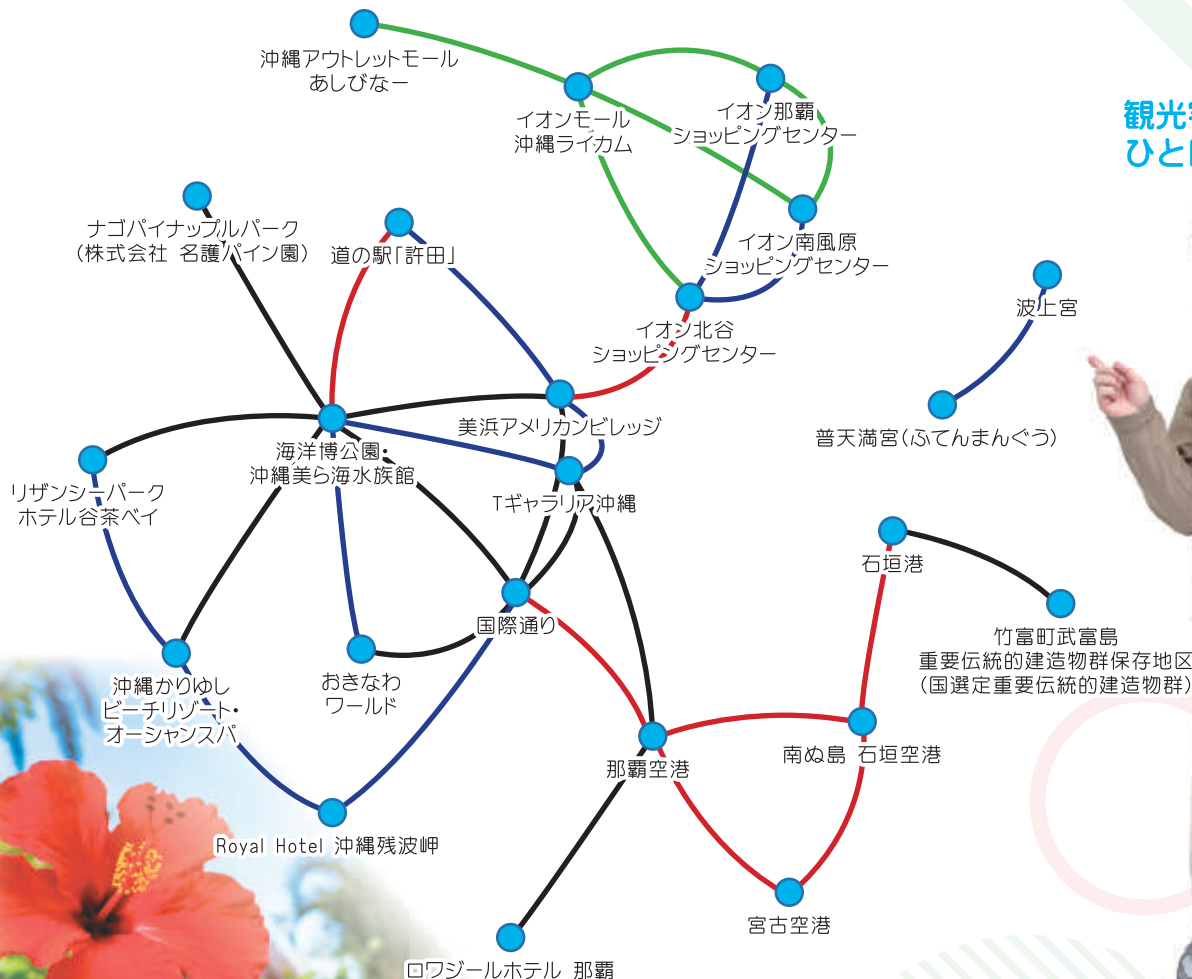 沖縄アウトレットモール
あしびなー
イオンモール
沖縄ライカム
イオン那覇
ショッピングセンター
観光
ひと
ナゴパイナップルパーク
(株式会社 名護パイン園)
道の駅「許田」
イオン南風原
ショッピングセンター
イオン北谷
ショッピングセンター
波上宮
美浜アメリカンビレッジ
普天満宮(ふてんまんぐう)
海洋博公園・
沖縄美ら海水族館
リザンシーパーク
ホテル谷茶ベイ
Tギャラリア沖縄
石垣港
国際通り
竹富町武富島
重要伝統的建造物群保存地区
(国選定重要伝統的建造物群)
沖縄かりゆし
ビーチリゾート・
オーシャンスパ
おきなわ
ワールド
那覇空港
南ぬ島 石垣空港
Royal Hotel 沖縄残波岬
宮古空港
ロワジールホテル 那覇